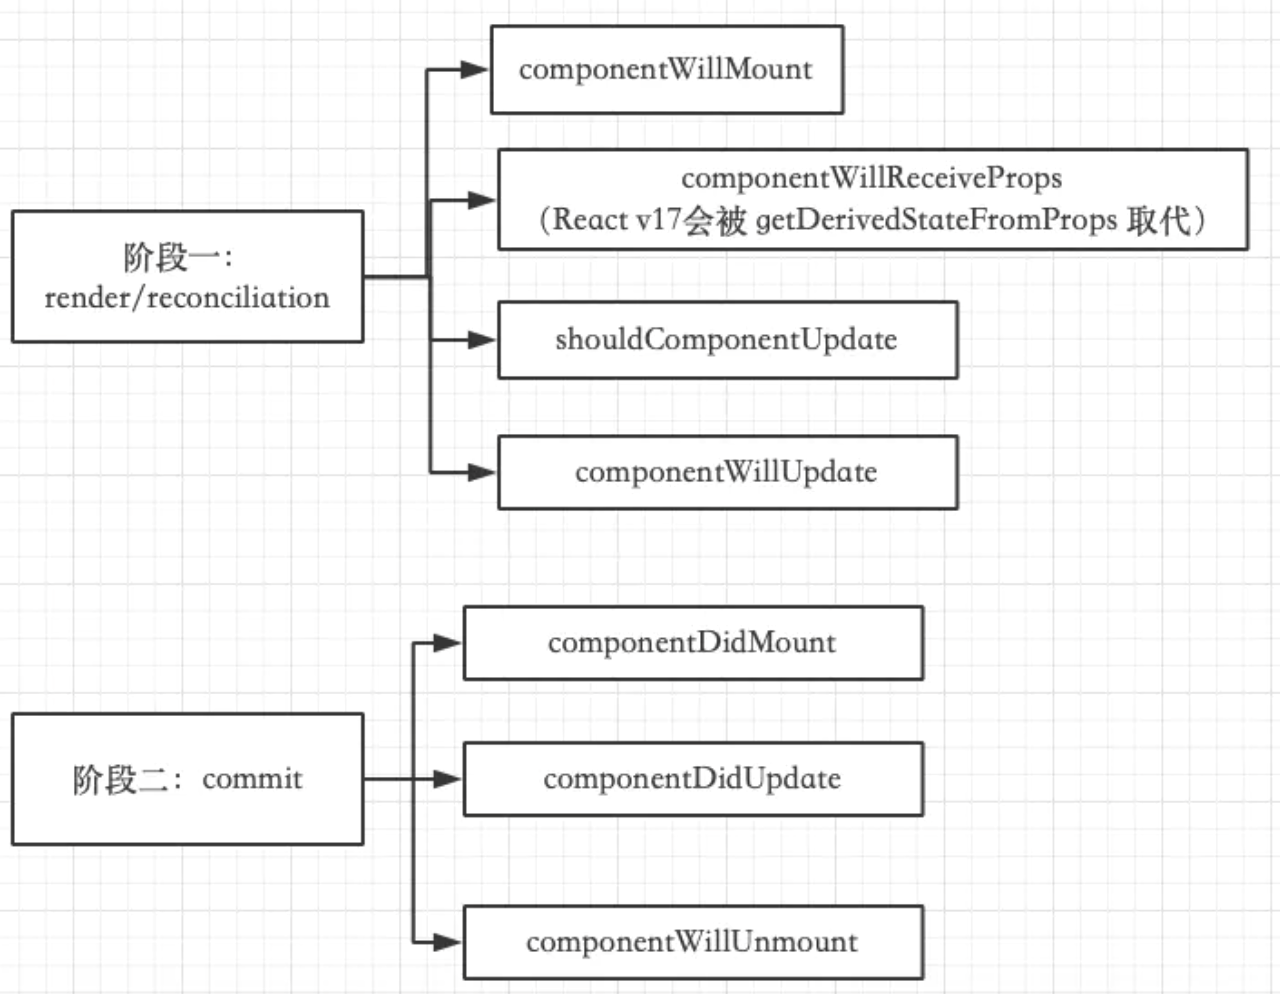 componentWillMount
componentWillReceiveProps
（React v17会被 getDerivedStateFromProps 取代）
阶段一：
render/reconciliation
shouldComponentUpdate
componentWillUpdate
componentDidMount
阶段二：commit
componentDidUpdate
componentWillUnmount